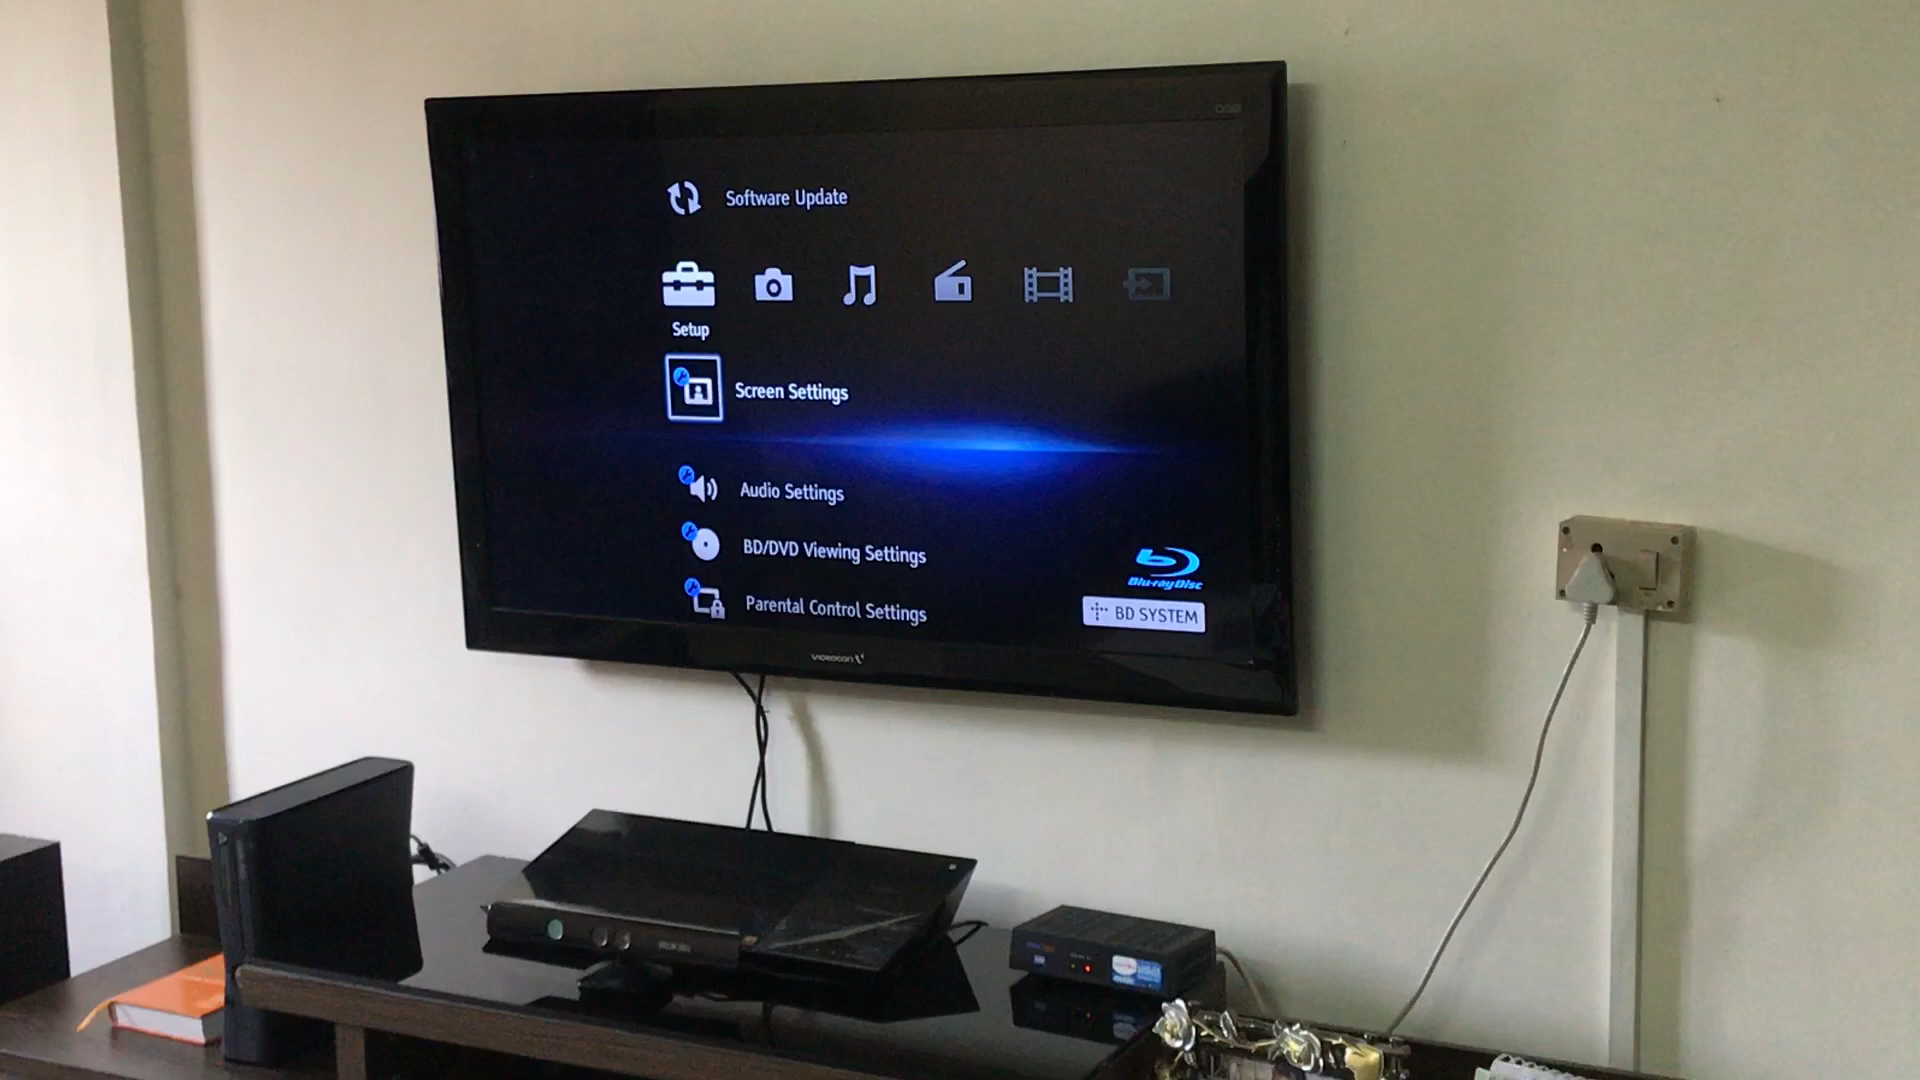 Software Update
Setup
Screen Settings
Audio Settings
BD/DVD Viewing Settings
Parental Control Settings
Blu-ray Disc
BD SYSTEM
VIDEOCON